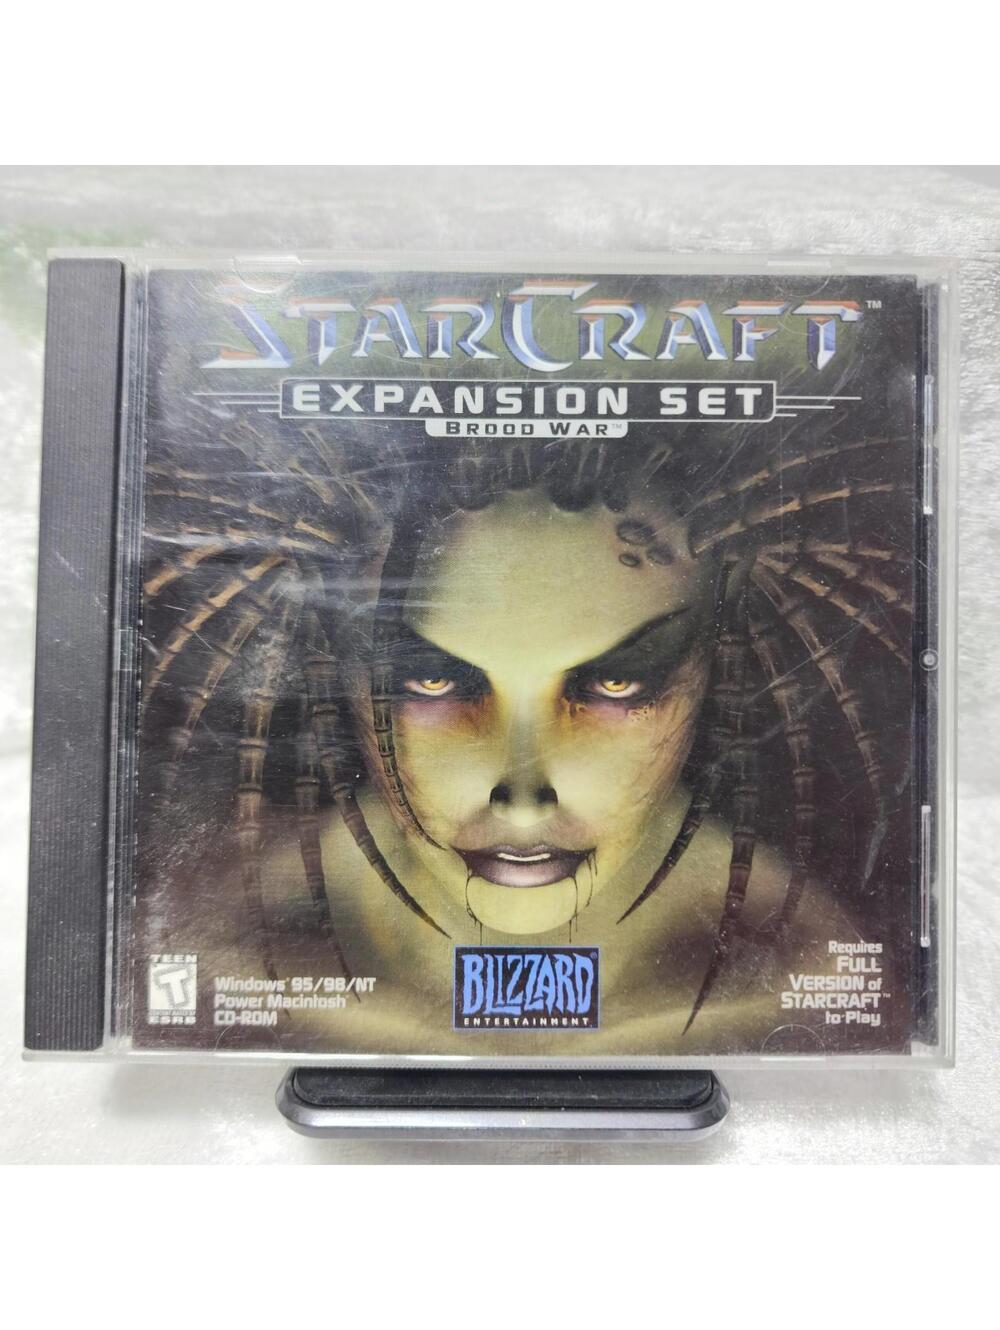 STARCRAFT™
EXPANSION SET
BROOD WAR™
TEEN
T
ESRB
Windows® 95/98/NT
Power Macintosh®
CD-ROM
BLIZZARD®
ENTERTAINMENT
Requires
FULL
VERSION of
STARCRAFT™
to Play